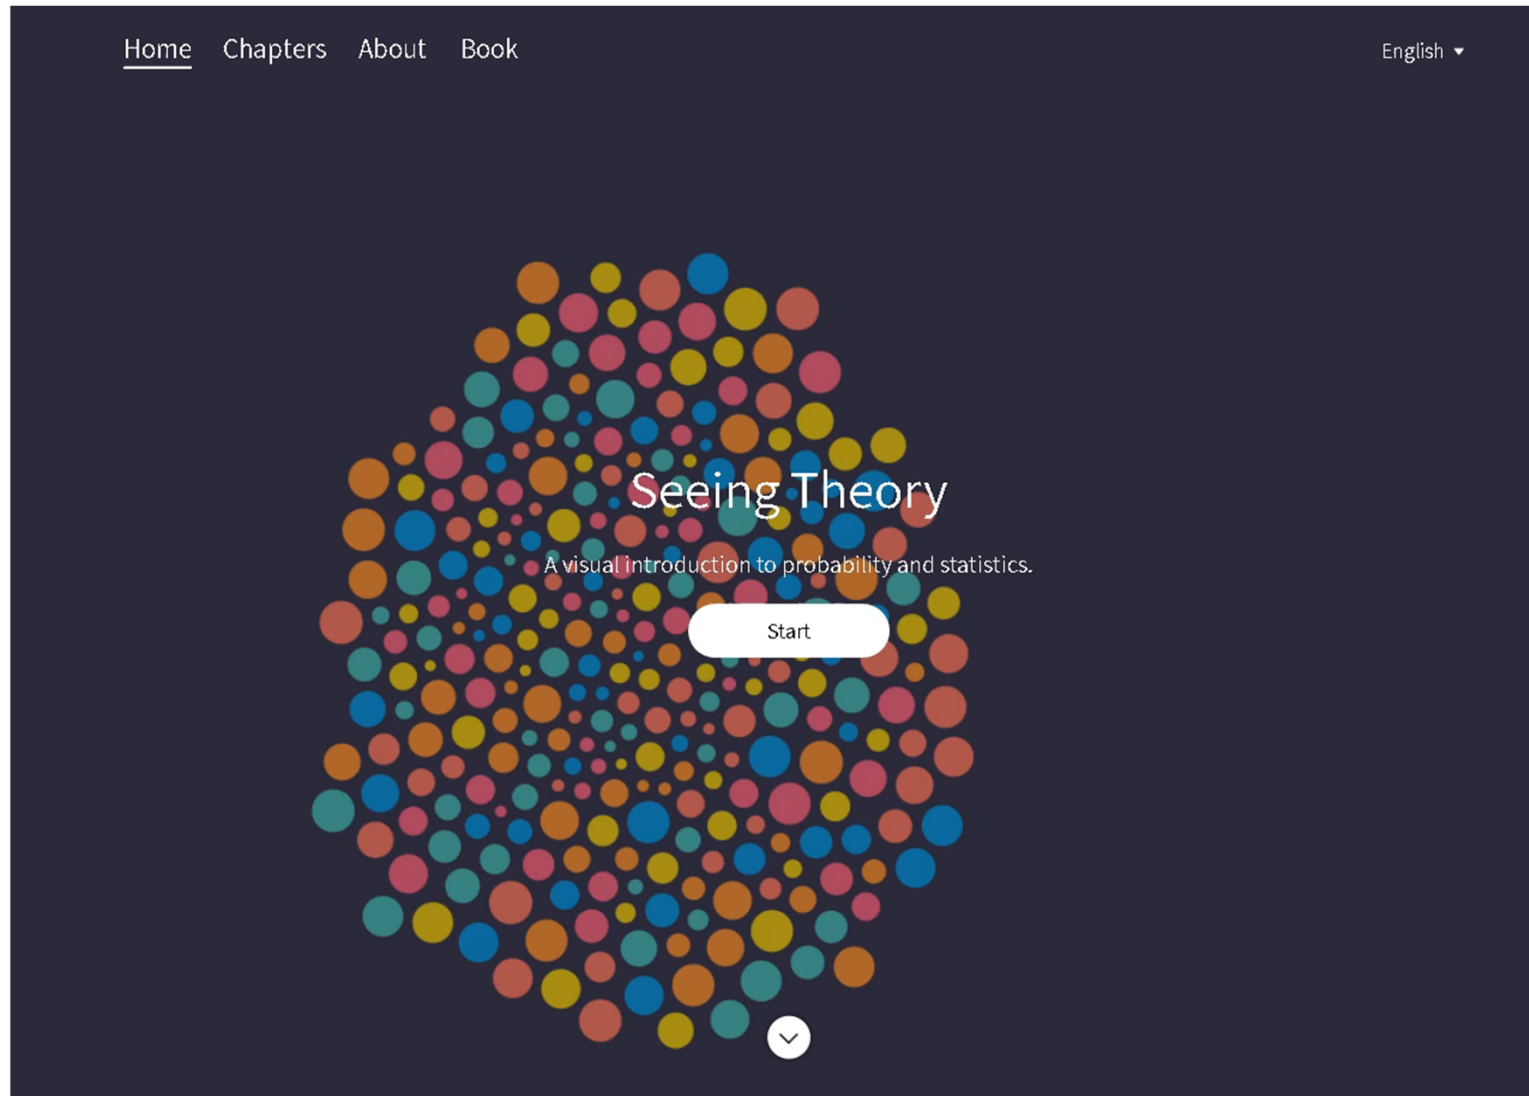 Home Chapters About Book English
Seeing Theory
A visual introduction to probability and statistics.
Start